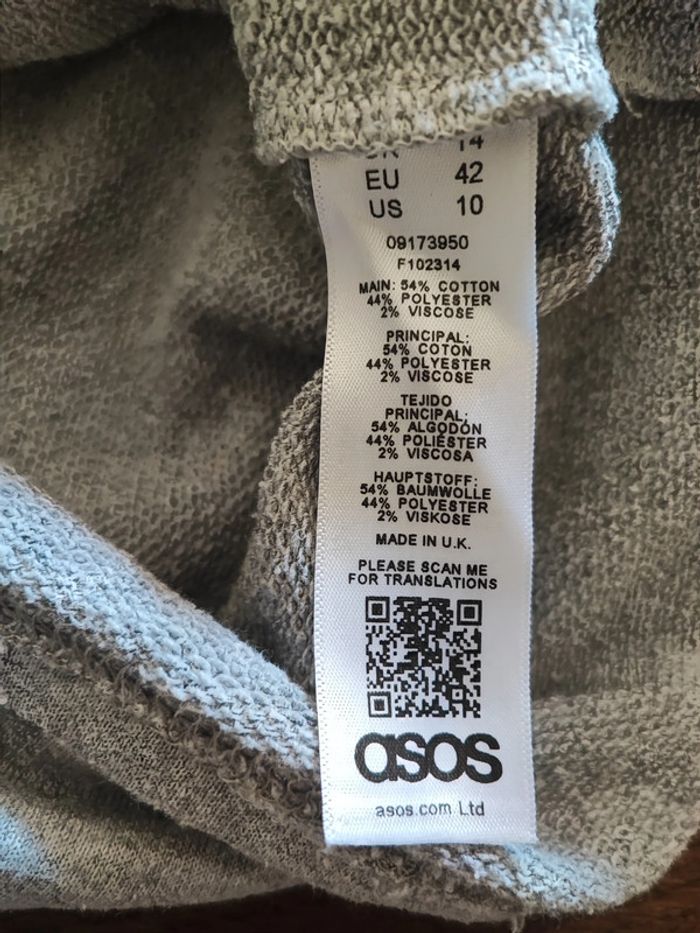 UK 14
EU 42
US 10
09173950
F102314
MAIN: 54% COTTON
44% POLYESTER
2% VISCOSE
PRINCIPAL:
54% COTON
44% POLYESTER
2% VISCOSE
TEJIDO
PRINCIPAL:
54% ALGODÓN
44% POLIÉSTER
2% VISCOSA
HAUPTSTOFF:
54% BAUMWOLLE
44% POLYESTER
2% VISKOSE
MADE IN U.K.
PLEASE SCAN ME
FOR TRANSLATIONS
asos
asos.com Ltd